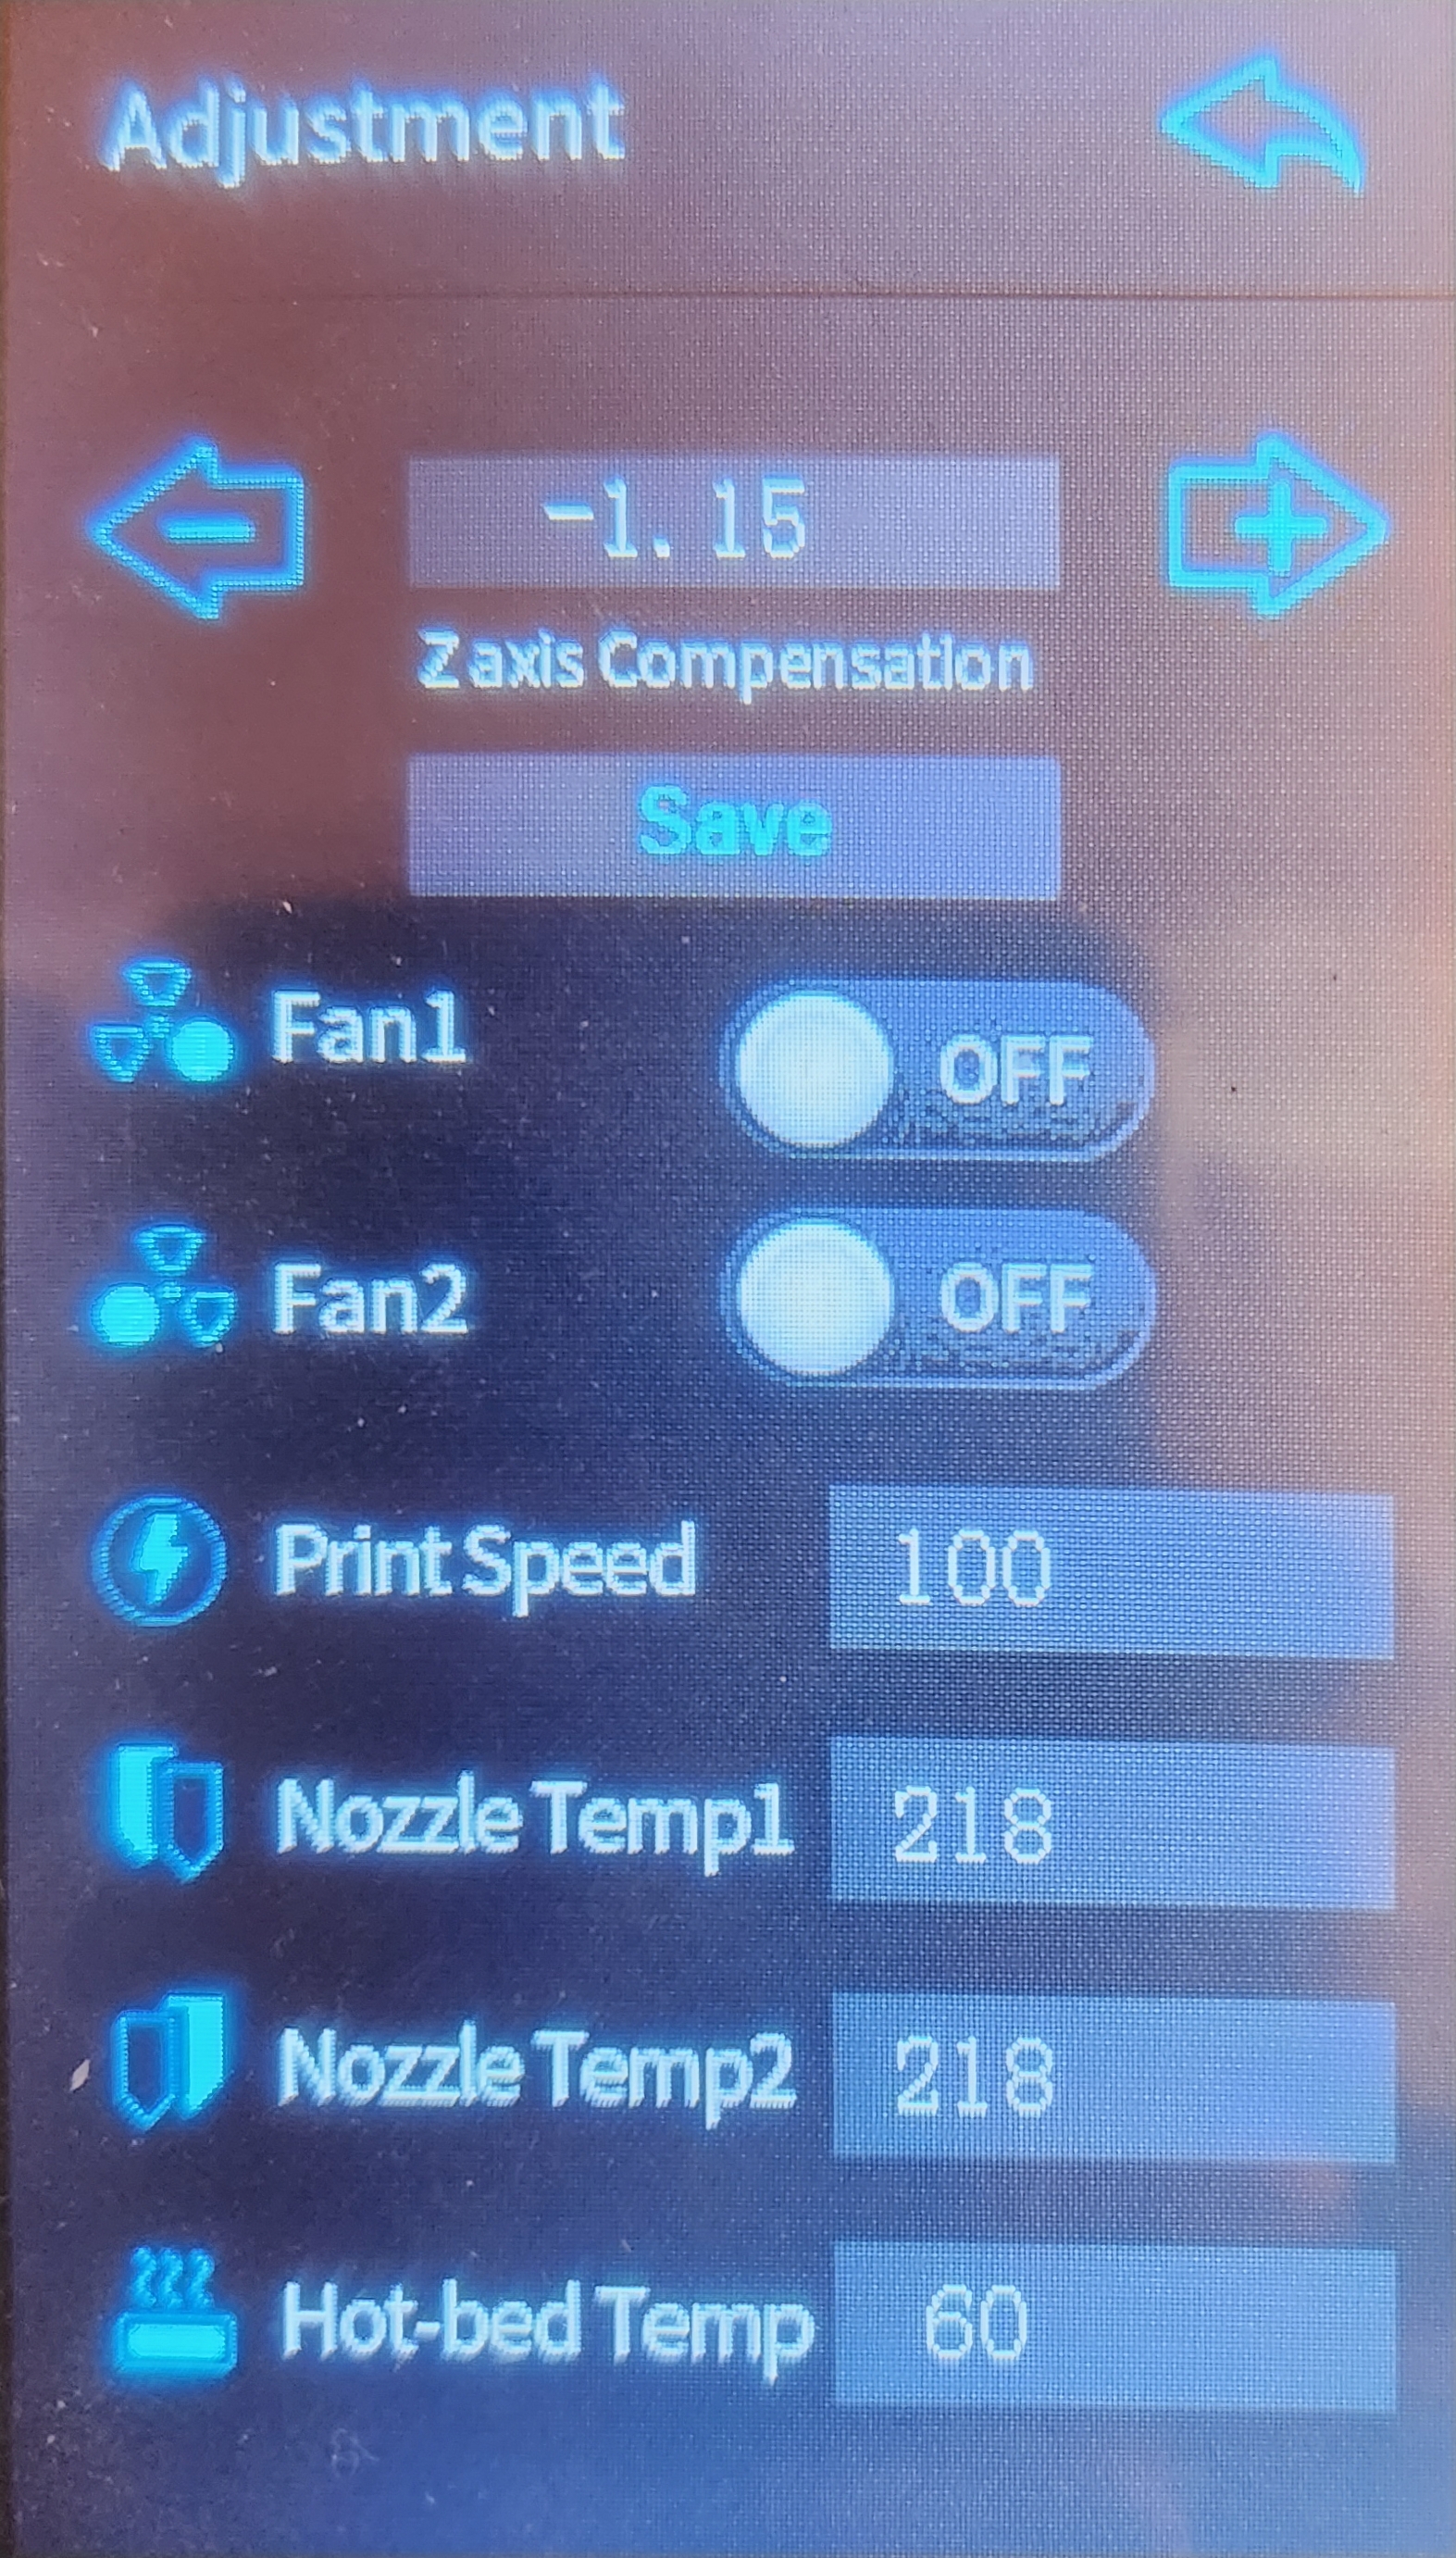 Adjustment
-1.15
Z axis Compensation
Save
Fan1 OFF
Fan2 OFF
Print Speed 100
Nozzle Temp1 218
Nozzle Temp2 218
Hot-bed Temp 60